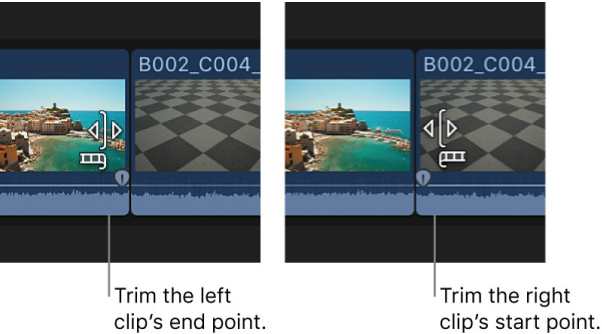 B002_C004_
B002_C004_
Trim the left
clip's end point.
Trim the right
clip's start point.